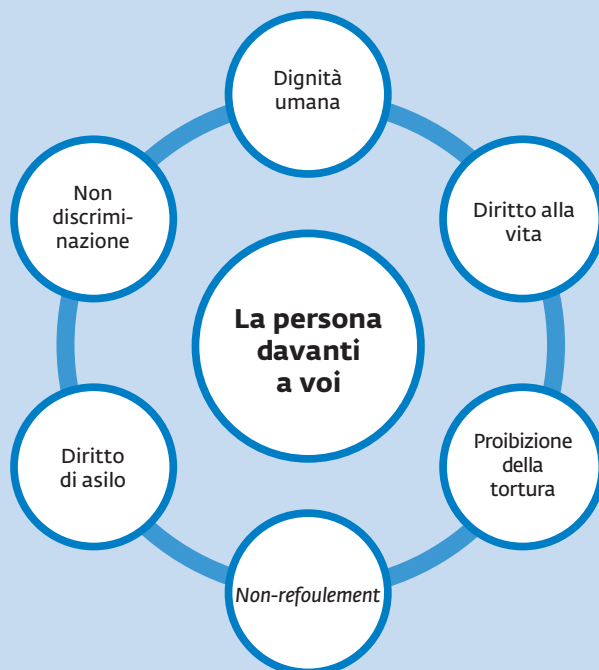 Dignità
umana
Non
discrimi-
nazione
Diritto alla
vita
La persona
davanti
a voi
Diritto
di asilo
Proibizione
della
tortura
Non-refoulement